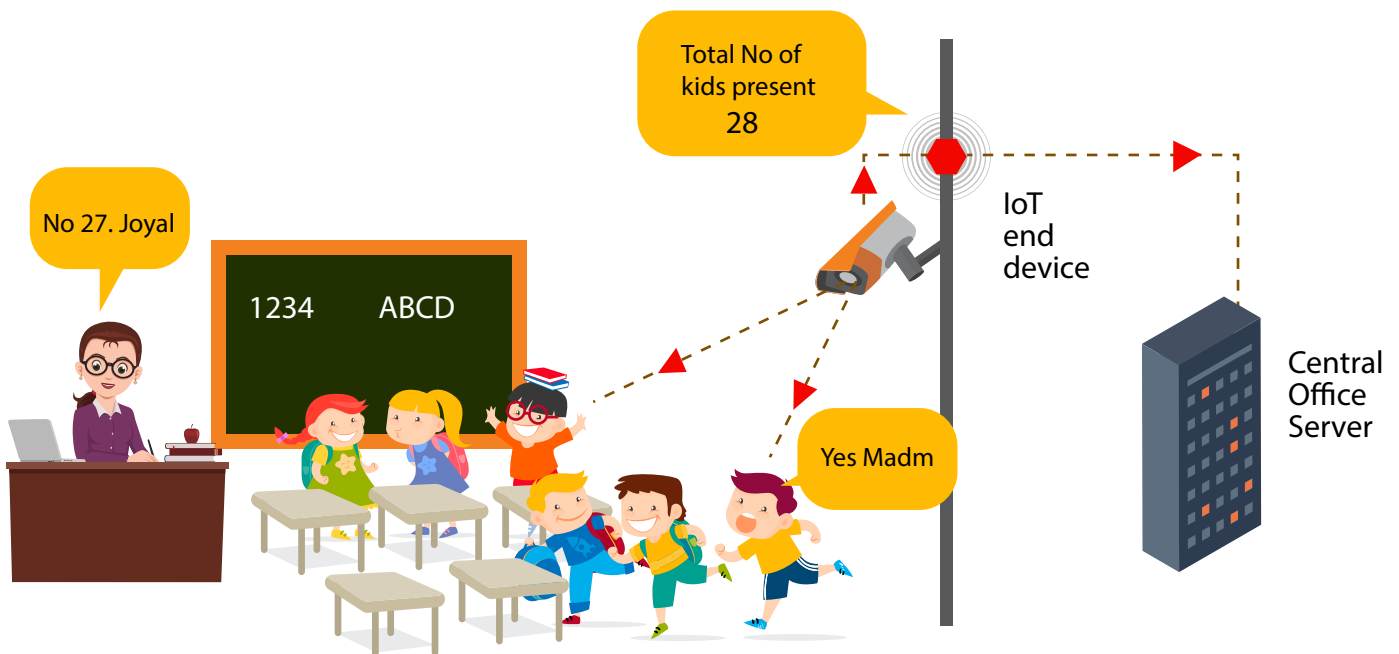 Total No of
kids present
28
No 27. Joyal
1234 ABCD
IoT
end
device
Yes Madm
Central
Office
Server